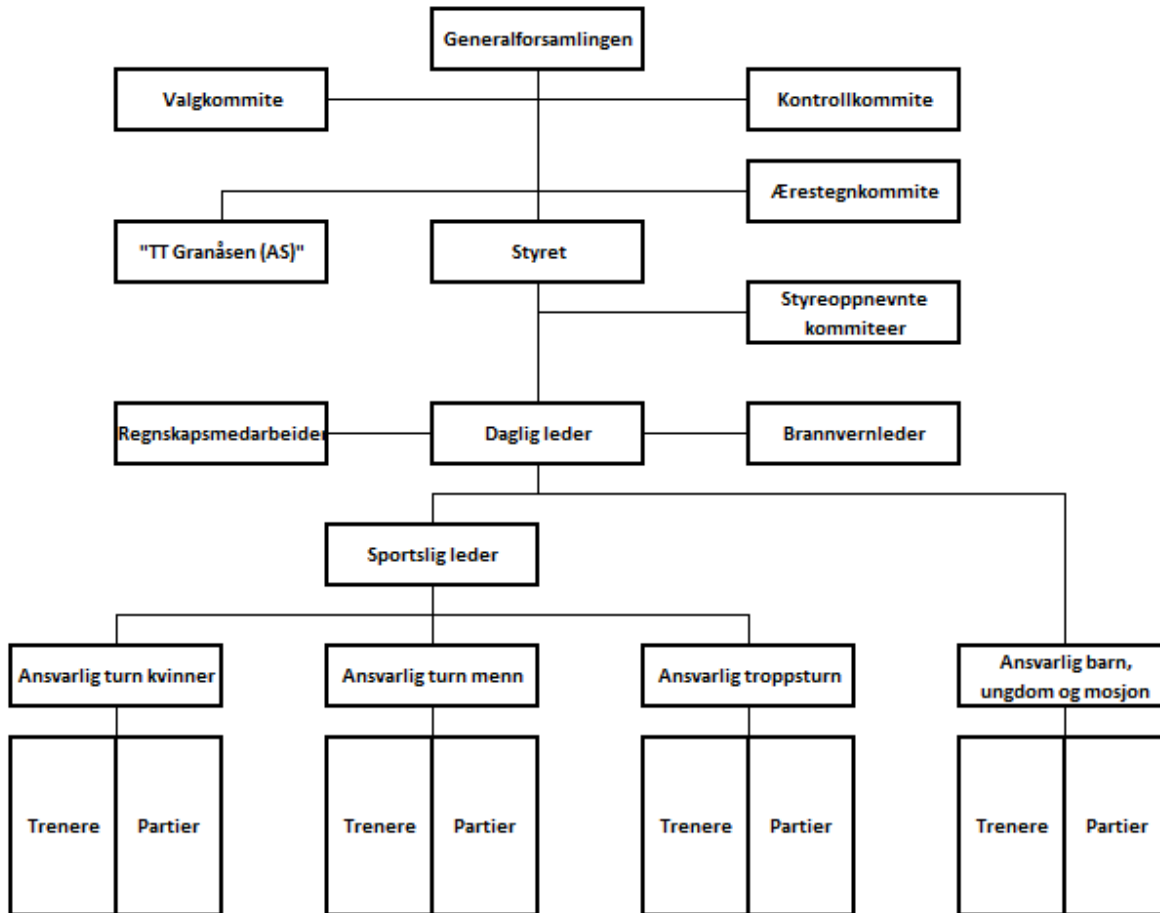 Generalforsamlingen
Valgkommite
Kontrollkommite
Ærestegnkommite
"TT Granåsen (AS)"
Styret
Styreoppnevnte
kommiteer
Regnskapsmedarbeider
Daglig leder
Brannvernleder
Sportslig leder
Ansvarlig turn kvinner
Ansvarlig turn menn
Ansvarlig troppsturn
Ansvarlig barn,
ungdom og mosjon
Trenere
Partier
Trenere
Partier
Trenere
Partier
Trenere
Partier